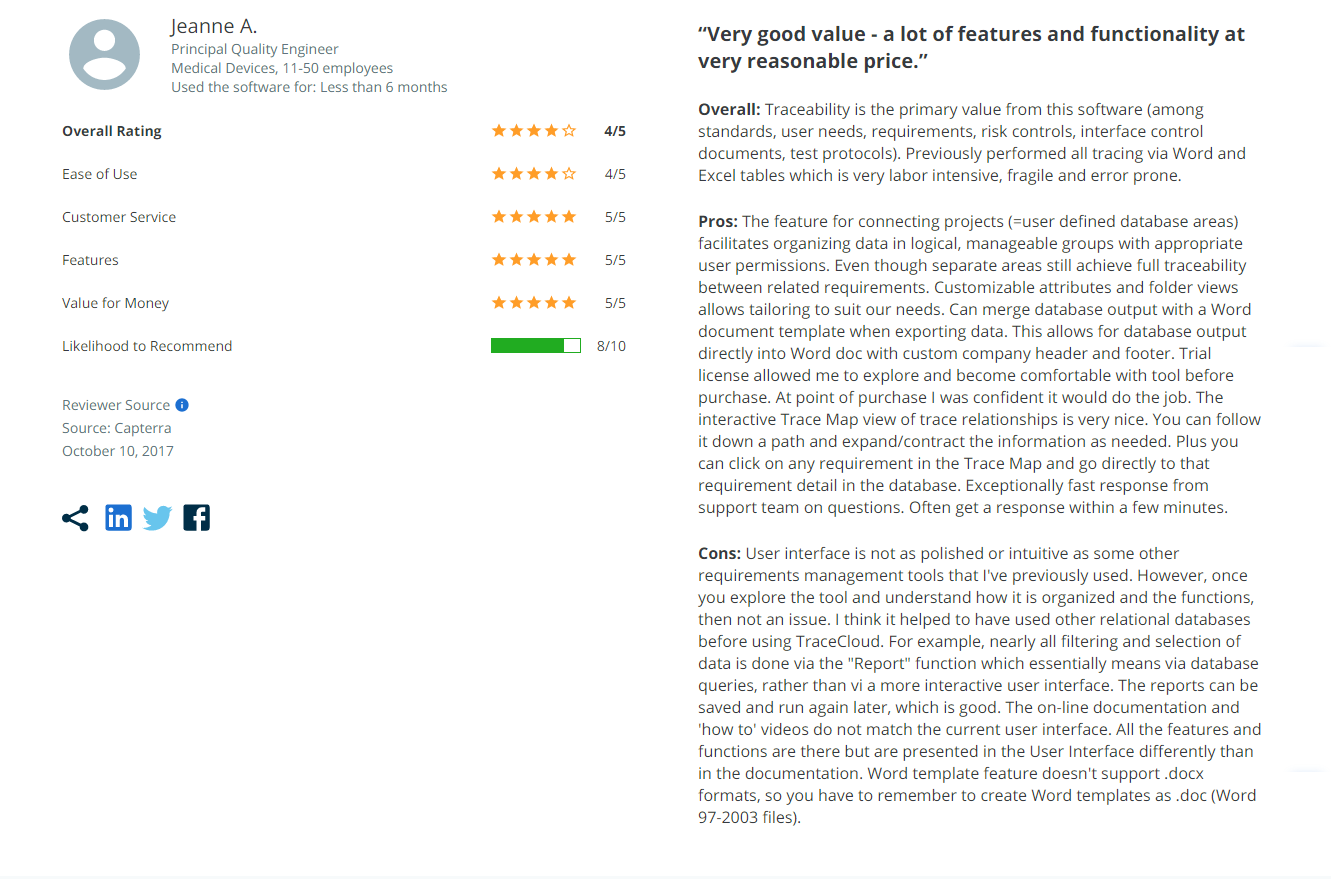 Jeanne A.
Principal Quality Engineer
Medical Devices, 11-50 employees
Used the software for: Less than 6 months
Overall Rating 4/5
Ease of Use 4/5
Customer Service 5/5
Features 5/5
Value for Money 5/5
Likelihood to Recommend 8/10
Reviewer Source
Source: Capterra
October 10, 2017
“Very good value - a lot of features and functionality at
very reasonable price.”
Overall: Traceability is the primary value from this software (among
standards, user needs, requirements, risk controls, interface control
documents, test protocols). Previously performed all tracing via Word and
Excel tables which is very labor intensive, fragile and error prone.
Pros: The feature for connecting projects (=user defined database areas)
facilitates organizing data in logical, manageable groups with appropriate
user permissions. Even though separate areas still achieve full traceability
between related requirements. Customizable attributes and folder views
allows tailoring to suit our needs. Can merge database output with a Word
document template when exporting data. This allows for database output
directly into Word doc with custom company header and footer. Trial
license allowed me to explore and become comfortable with tool before
purchase. At point of purchase I was confident it would do the job. The
interactive Trace Map view of trace relationships is very nice. You can follow
it down a path and expand/contract the information as needed. Plus you
can click on any requirement in the Trace Map and go directly to that
requirement detail in the database. Exceptionally fast response from
support team on questions. Often get a response within a few minutes.
Cons: User interface is not as polished or intuitive as some other
requirements management tools that I've previously used. However, once
you explore the tool and understand how it is organized and the functions,
then not an issue. I think it helped to have used other relational databases
before using TraceCloud. For example, nearly all filtering and selection of
data is done via the "Report" function which essentially means via database
queries, rather than vi a more interactive user interface. The reports can be
saved and run again later, which is good. The on-line documentation and
'how to' videos do not match the current user interface. All the features and
functions are there but are presented in the User Interface differently than
in the documentation. Word template feature doesn't support .docx
formats, so you have to remember to create Word templates as .doc (Word
97-2003 files).